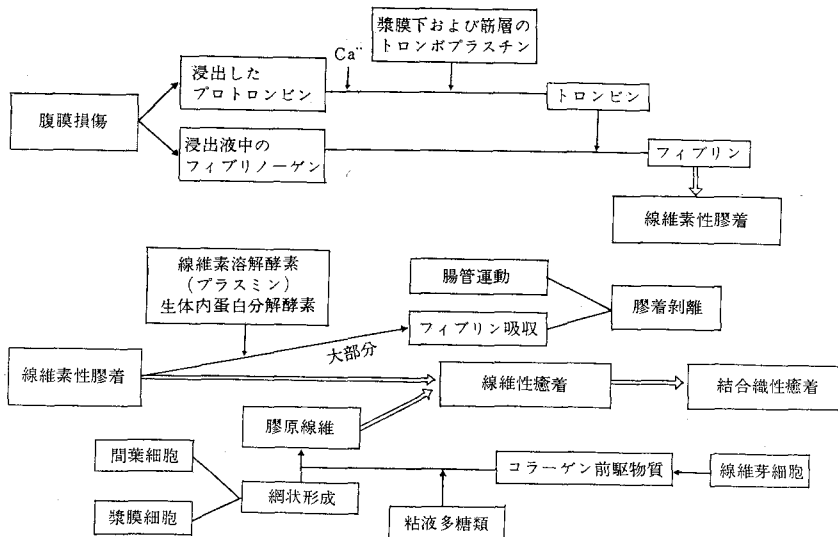 漿膜下および筋層の
トロンボプラスチン
Ca¨
浸出した
プロトロンビン
トロンビン
腹膜損傷
浸出液中の
フィブリノーゲン
フィブリン
線維素性膠着
線維素溶解酵素
(プラスミン)
生体内蛋白分解酵素
腸管運動
膠着剝離
フィブリン吸収
大部分
線維素性膠着
線維性癒着
結合織性癒着
膠原線維
間葉細胞
コラーゲン前駆物質
線維芽細胞
網状形成
漿膜細胞
粘液多糖類